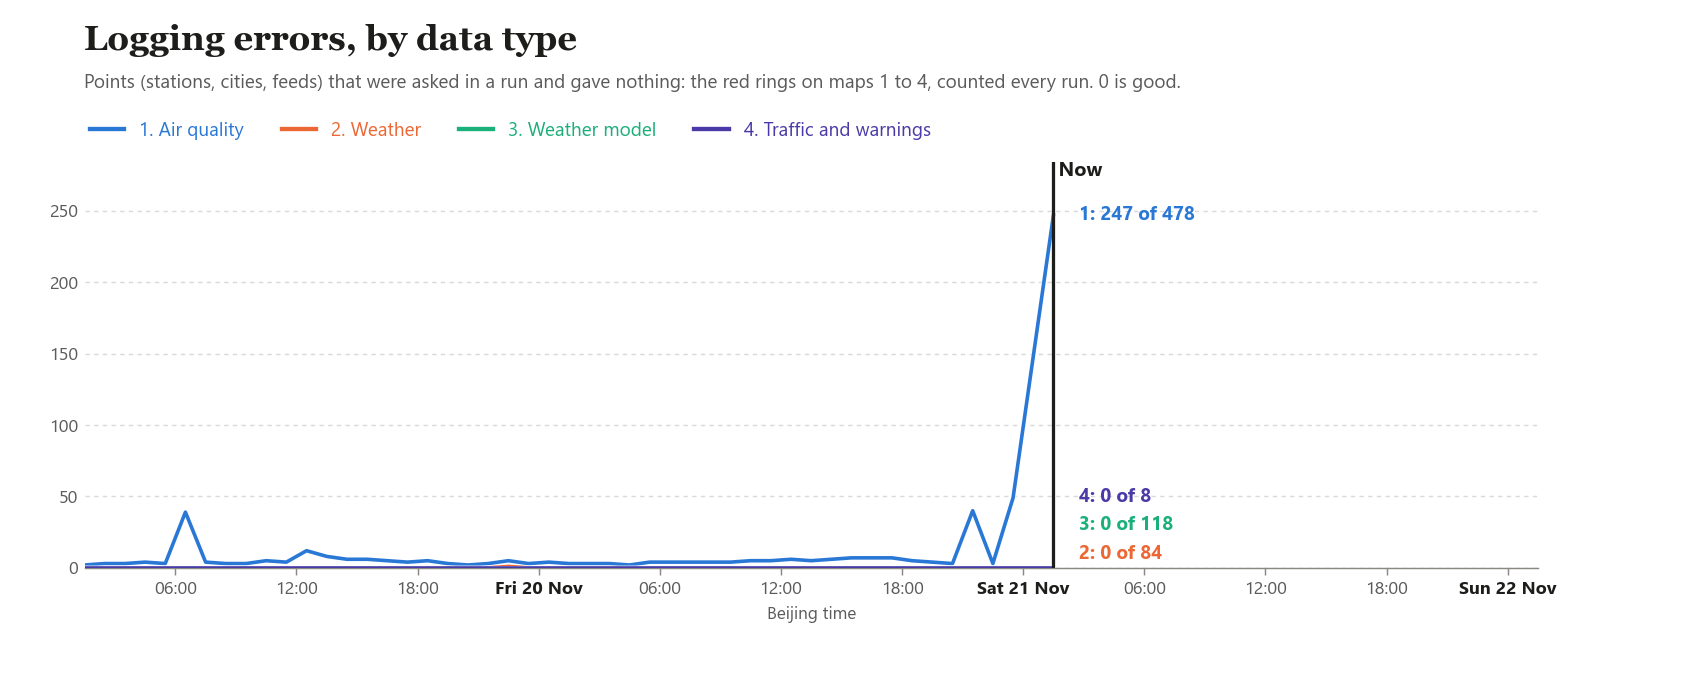 Logging errors, by data type
Points (stations, cities, feeds) that were asked in a run and gave nothing: the red rings on maps 1 to 4, counted every run. 0 is good.
1. Air quality 2. Weather 3. Weather model 4. Traffic and warnings
Now
250
1: 247 of 478
200
150
100
50
4: 0 of 8
3: 0 of 118
2: 0 of 84
0
06:00 12:00 18:00 Fri 20 Nov 06:00 12:00 18:00 Sat 21 Nov 06:00 12:00 18:00 Sun 22 Nov
Beijing time